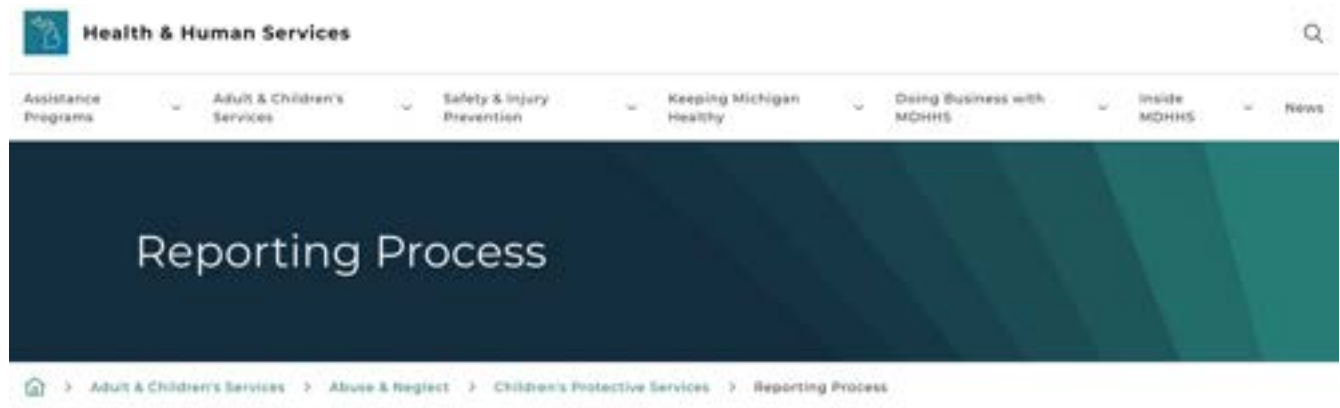 Health & Human Services
Assistance Programs
Adult & Children's Services
Safety & Injury Prevention
Keeping Michigan Healthy
Doing Business with MDHHS
Inside MDHHS
News
Reporting Process
Adult & Children's Services > Abuse & Neglect > Children's Protective Services > Reporting Process